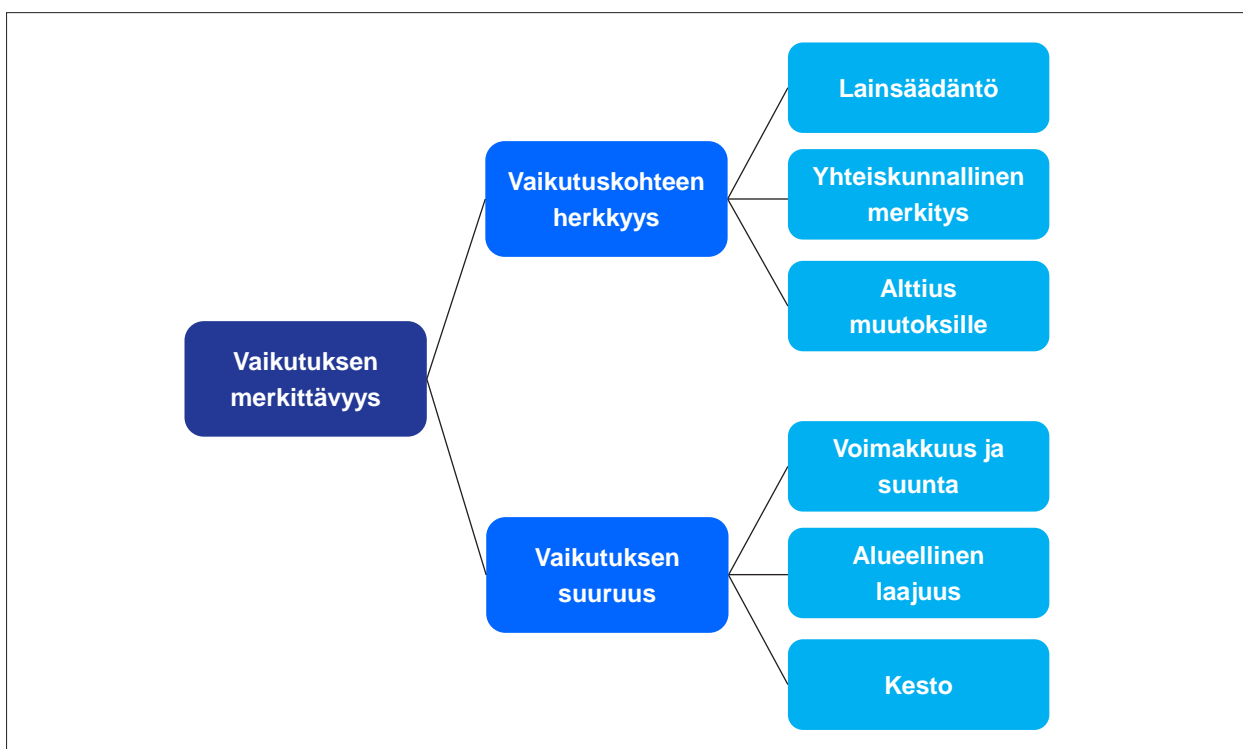 Vaikutuksen
merkittävyys
Vaikutuskohteen
herkkyys
Lainsäädäntö
Yhteiskunnallinen
merkitys
Alttius
muutoksille
Vaikutuksen
suuruus
Voimakkuus ja
suunta
Alueellinen
laajuus
Kesto